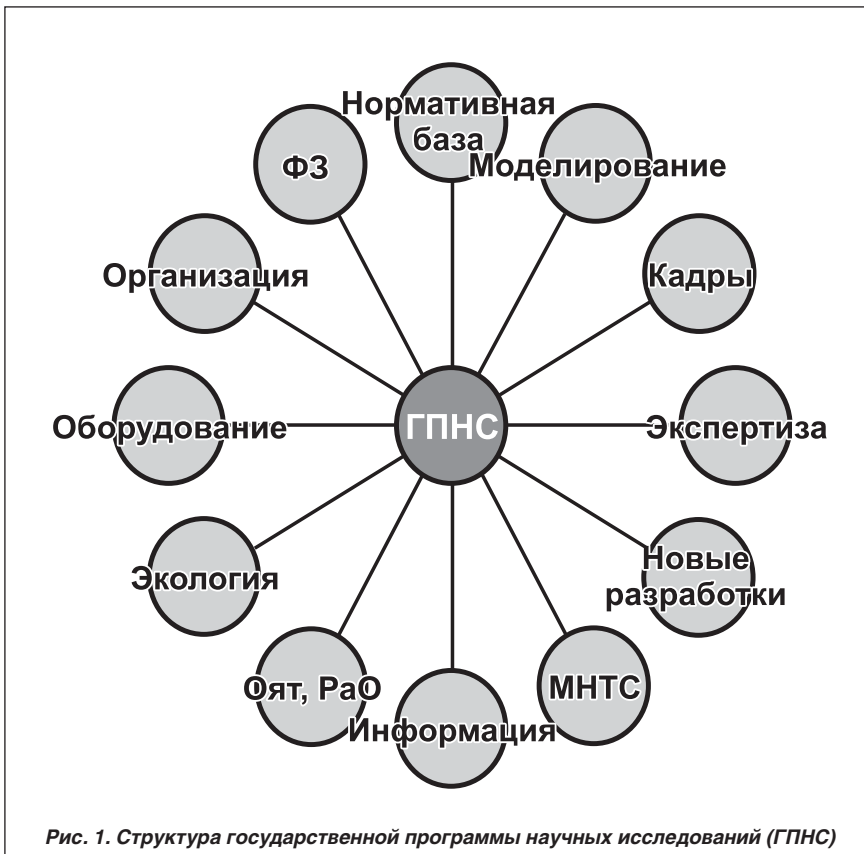 Нормативная
база
Моделирование
Кадры
Экспертиза
Новые
разработки
МНТС
Информация
Оят, РаО
Экология
Оборудование
Организация
ФЗ
ГПНС
Рис. 1. Структура государственной программы научных исследований (ГПНС)